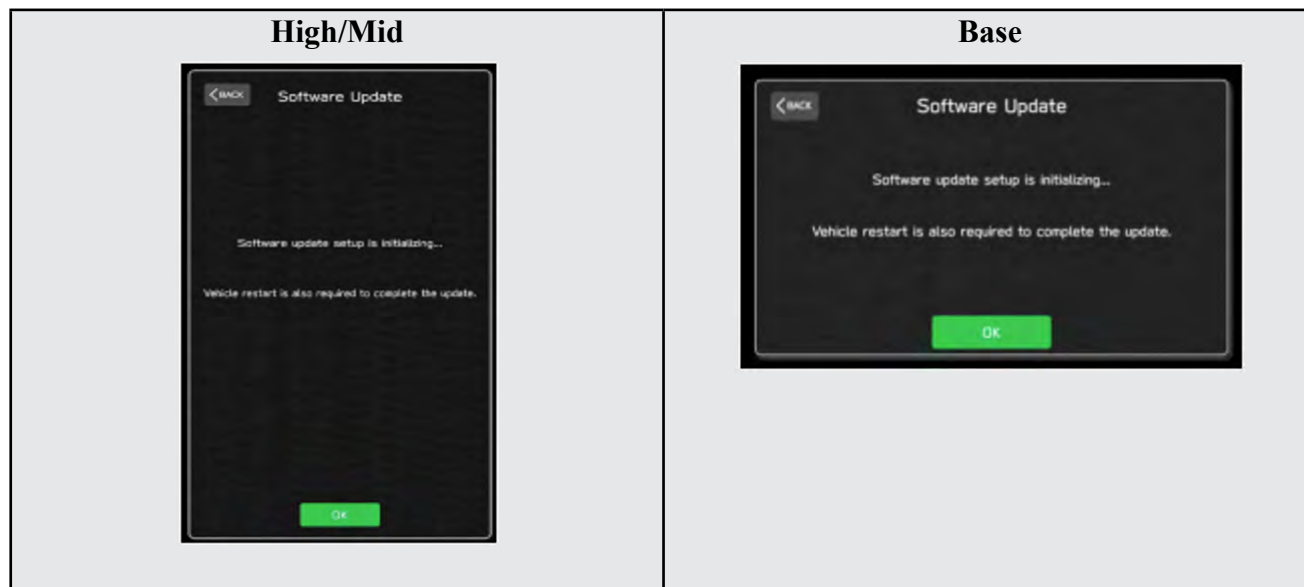 High/Mid
<BACK
Software Update
Software update setup is initializing...
Vehicle restart is also required to complete the update.
OK
Base
<BACK
Software Update
Software update setup is initializing...
Vehicle restart is also required to complete the update.
OK